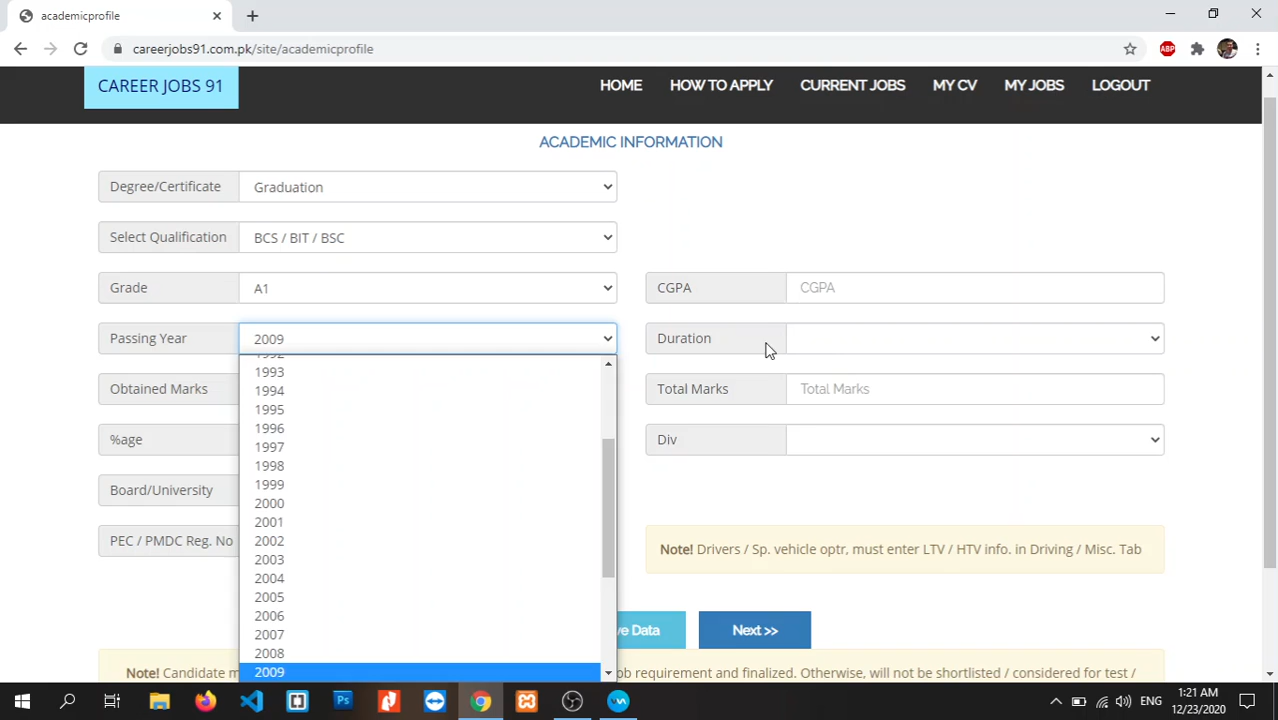 academicprofile
careerjobs91.com.pk/site/academicprofile
ABP
CAREER JOBS 91
HOME
HOW TO APPLY
CURRENT JOBS
MY CV
MY JOBS
LOGOUT
ACADEMIC INFORMATION
Degree/Certificate
Graduation
Select Qualification
BCS / BIT / BSC
Grade
A1
CGPA
CGPA
Passing Year
2009
Duration
1993
1994
1995
1996
1997
1998
1999
2000
2001
2002
2003
2004
2005
2006
2007
2008
2009
Obtained Marks
Total Marks
Total Marks
%age
Div
Board/University
PEC / PMDC Reg. No
Note! Drivers / Sp. vehicle optr, must enter LTV / HTV info. in Driving / Misc. Tab
Data
Next >>
Note! Candidate
job requirement and finalized. Otherwise, will not be shortlisted / considered for test /
Ps
ENG
1:21 AM
12/23/2020